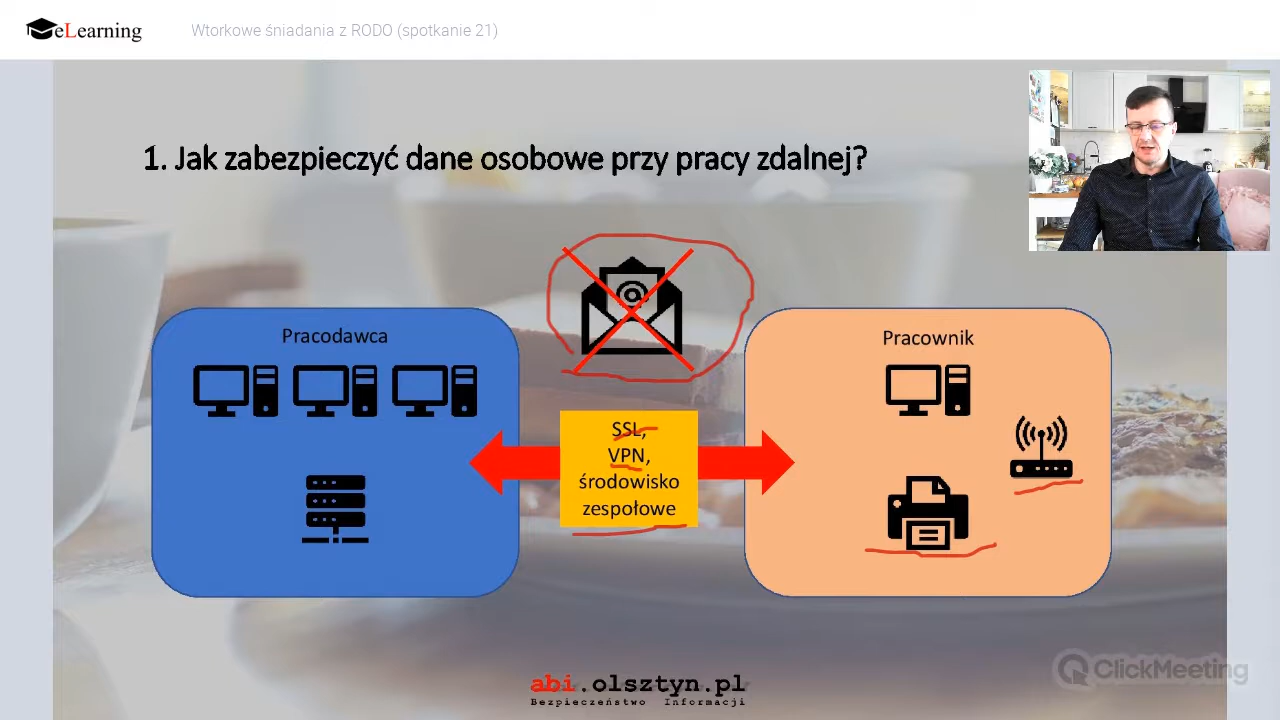 eLearning
Wtorkowe śniadania z RODO (spotkanie 21)
1. Jak zabezpieczyć dane osobowe przy pracy zdalnej?
@
Pracodawca
Pracownik
SSL,
VPN,
środowisko
zespołowe
abi.olsztyn.pl
Bezpieczeństwo Informacji
ClickMeeting